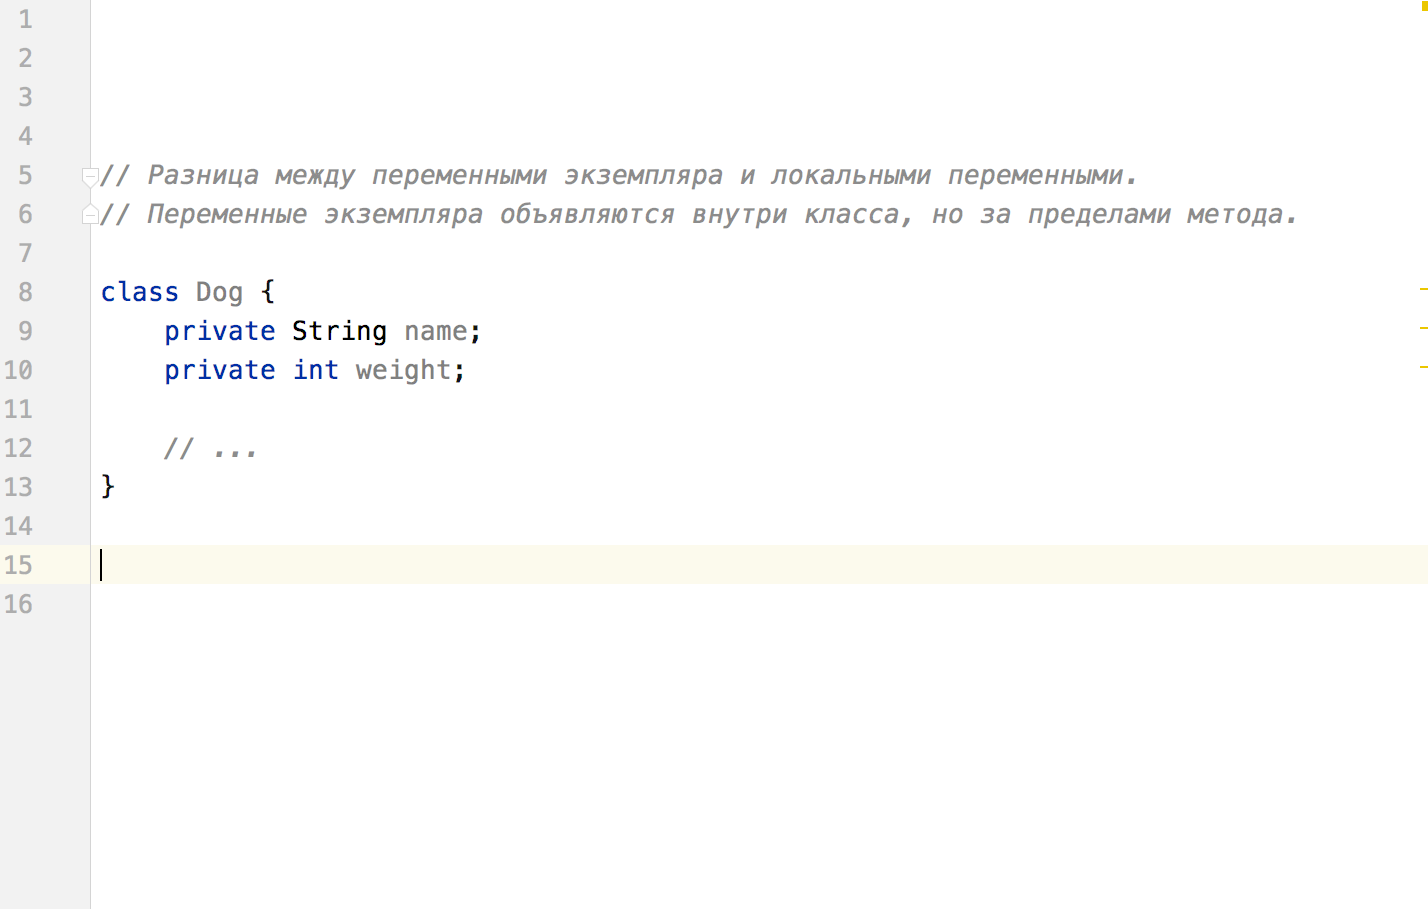 1
2
3
4
5 // Разница между переменными экземпляра и локальными переменными.
6 // Переменные экземпляра объявляются внутри класса, но за пределами метода.
7
8 class Dog {
9     private String name;
10     private int weight;
11
12     // ...
13 }
14
15
16